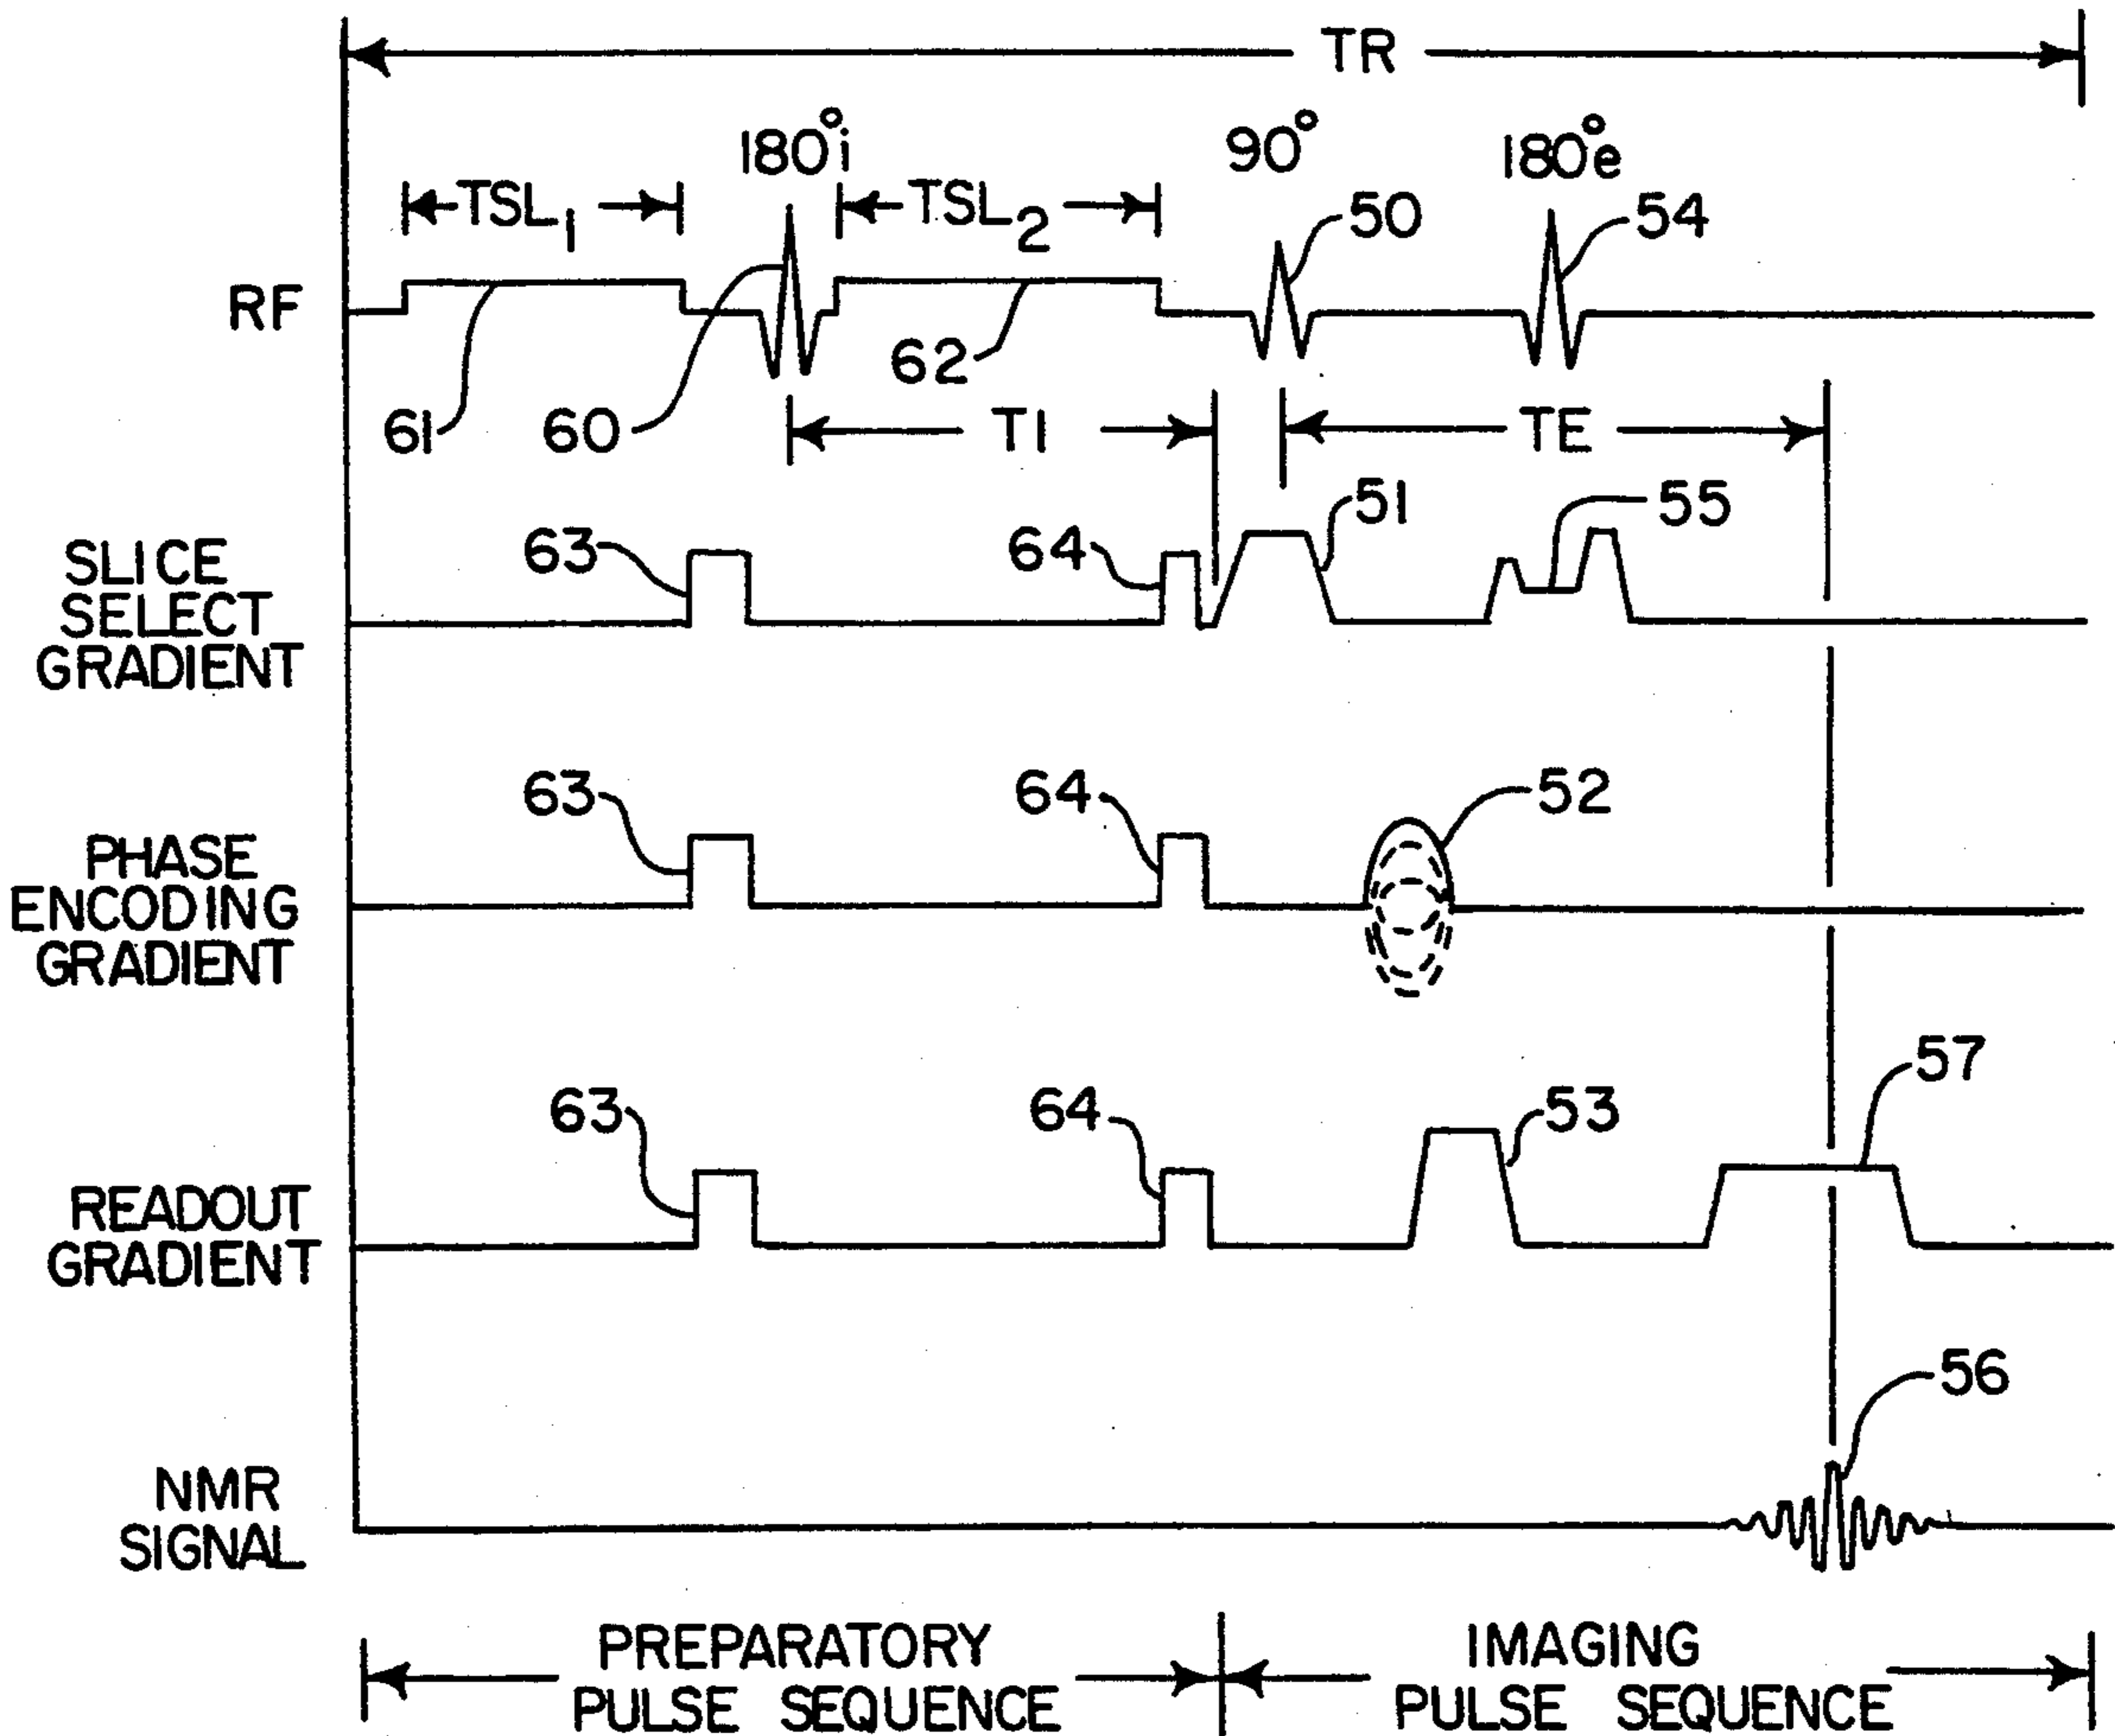 TR
180°i
90°
180°e
TSL1
TSL2
50
54
RF
61
60
62
TI
TE
SLICE
SELECT
GRADIENT
63
64
51
55
PHASE
ENCODING
GRADIENT
63
64
52
READOUT
GRADIENT
63
64
53
57
NMR
SIGNAL
56
PREPARATORY
PULSE SEQUENCE
IMAGING
PULSE SEQUENCE